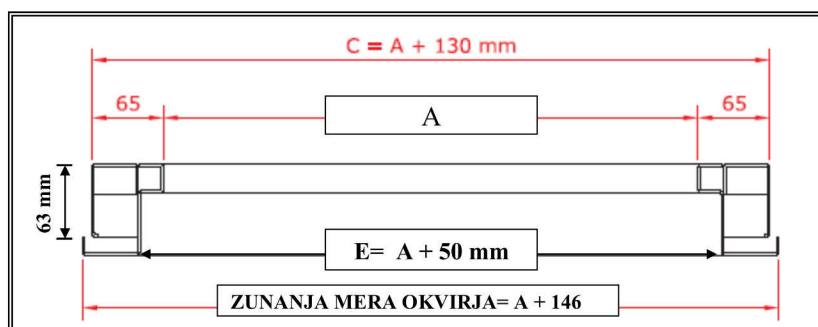 C = A + 130 mm
65
A
65
63 mm
E= A + 50 mm
ZUNANJA MERA OKVIRJA= A + 146